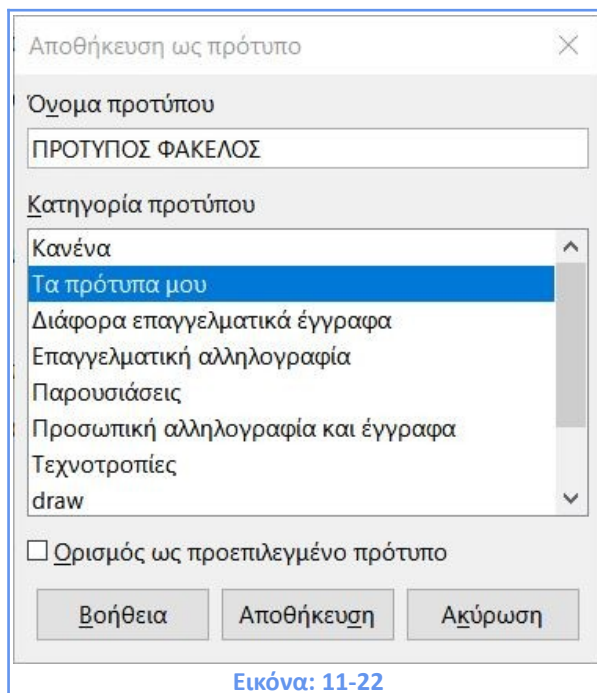 Αποθήκευση ως πρότυπο
Όνομα προτύπου
ΠΡΟΤΥΠΟΣ ΦΑΚΕΛΟΣ
Κατηγορία προτύπου
Κανένα
Τα πρότυπα μου
Διάφορα επαγγελματικά έγγραφα
Επαγγελματική αλληλογραφία
Παρουσιάσεις
Προσωπική αλληλογραφία και έγγραφα
Τεχνοτροπίες
draw
Ορισμός ως προεπιλεγμένο πρότυπο
Βοήθεια Αποθήκευση Ακύρωση
Εικόνα: 11-22